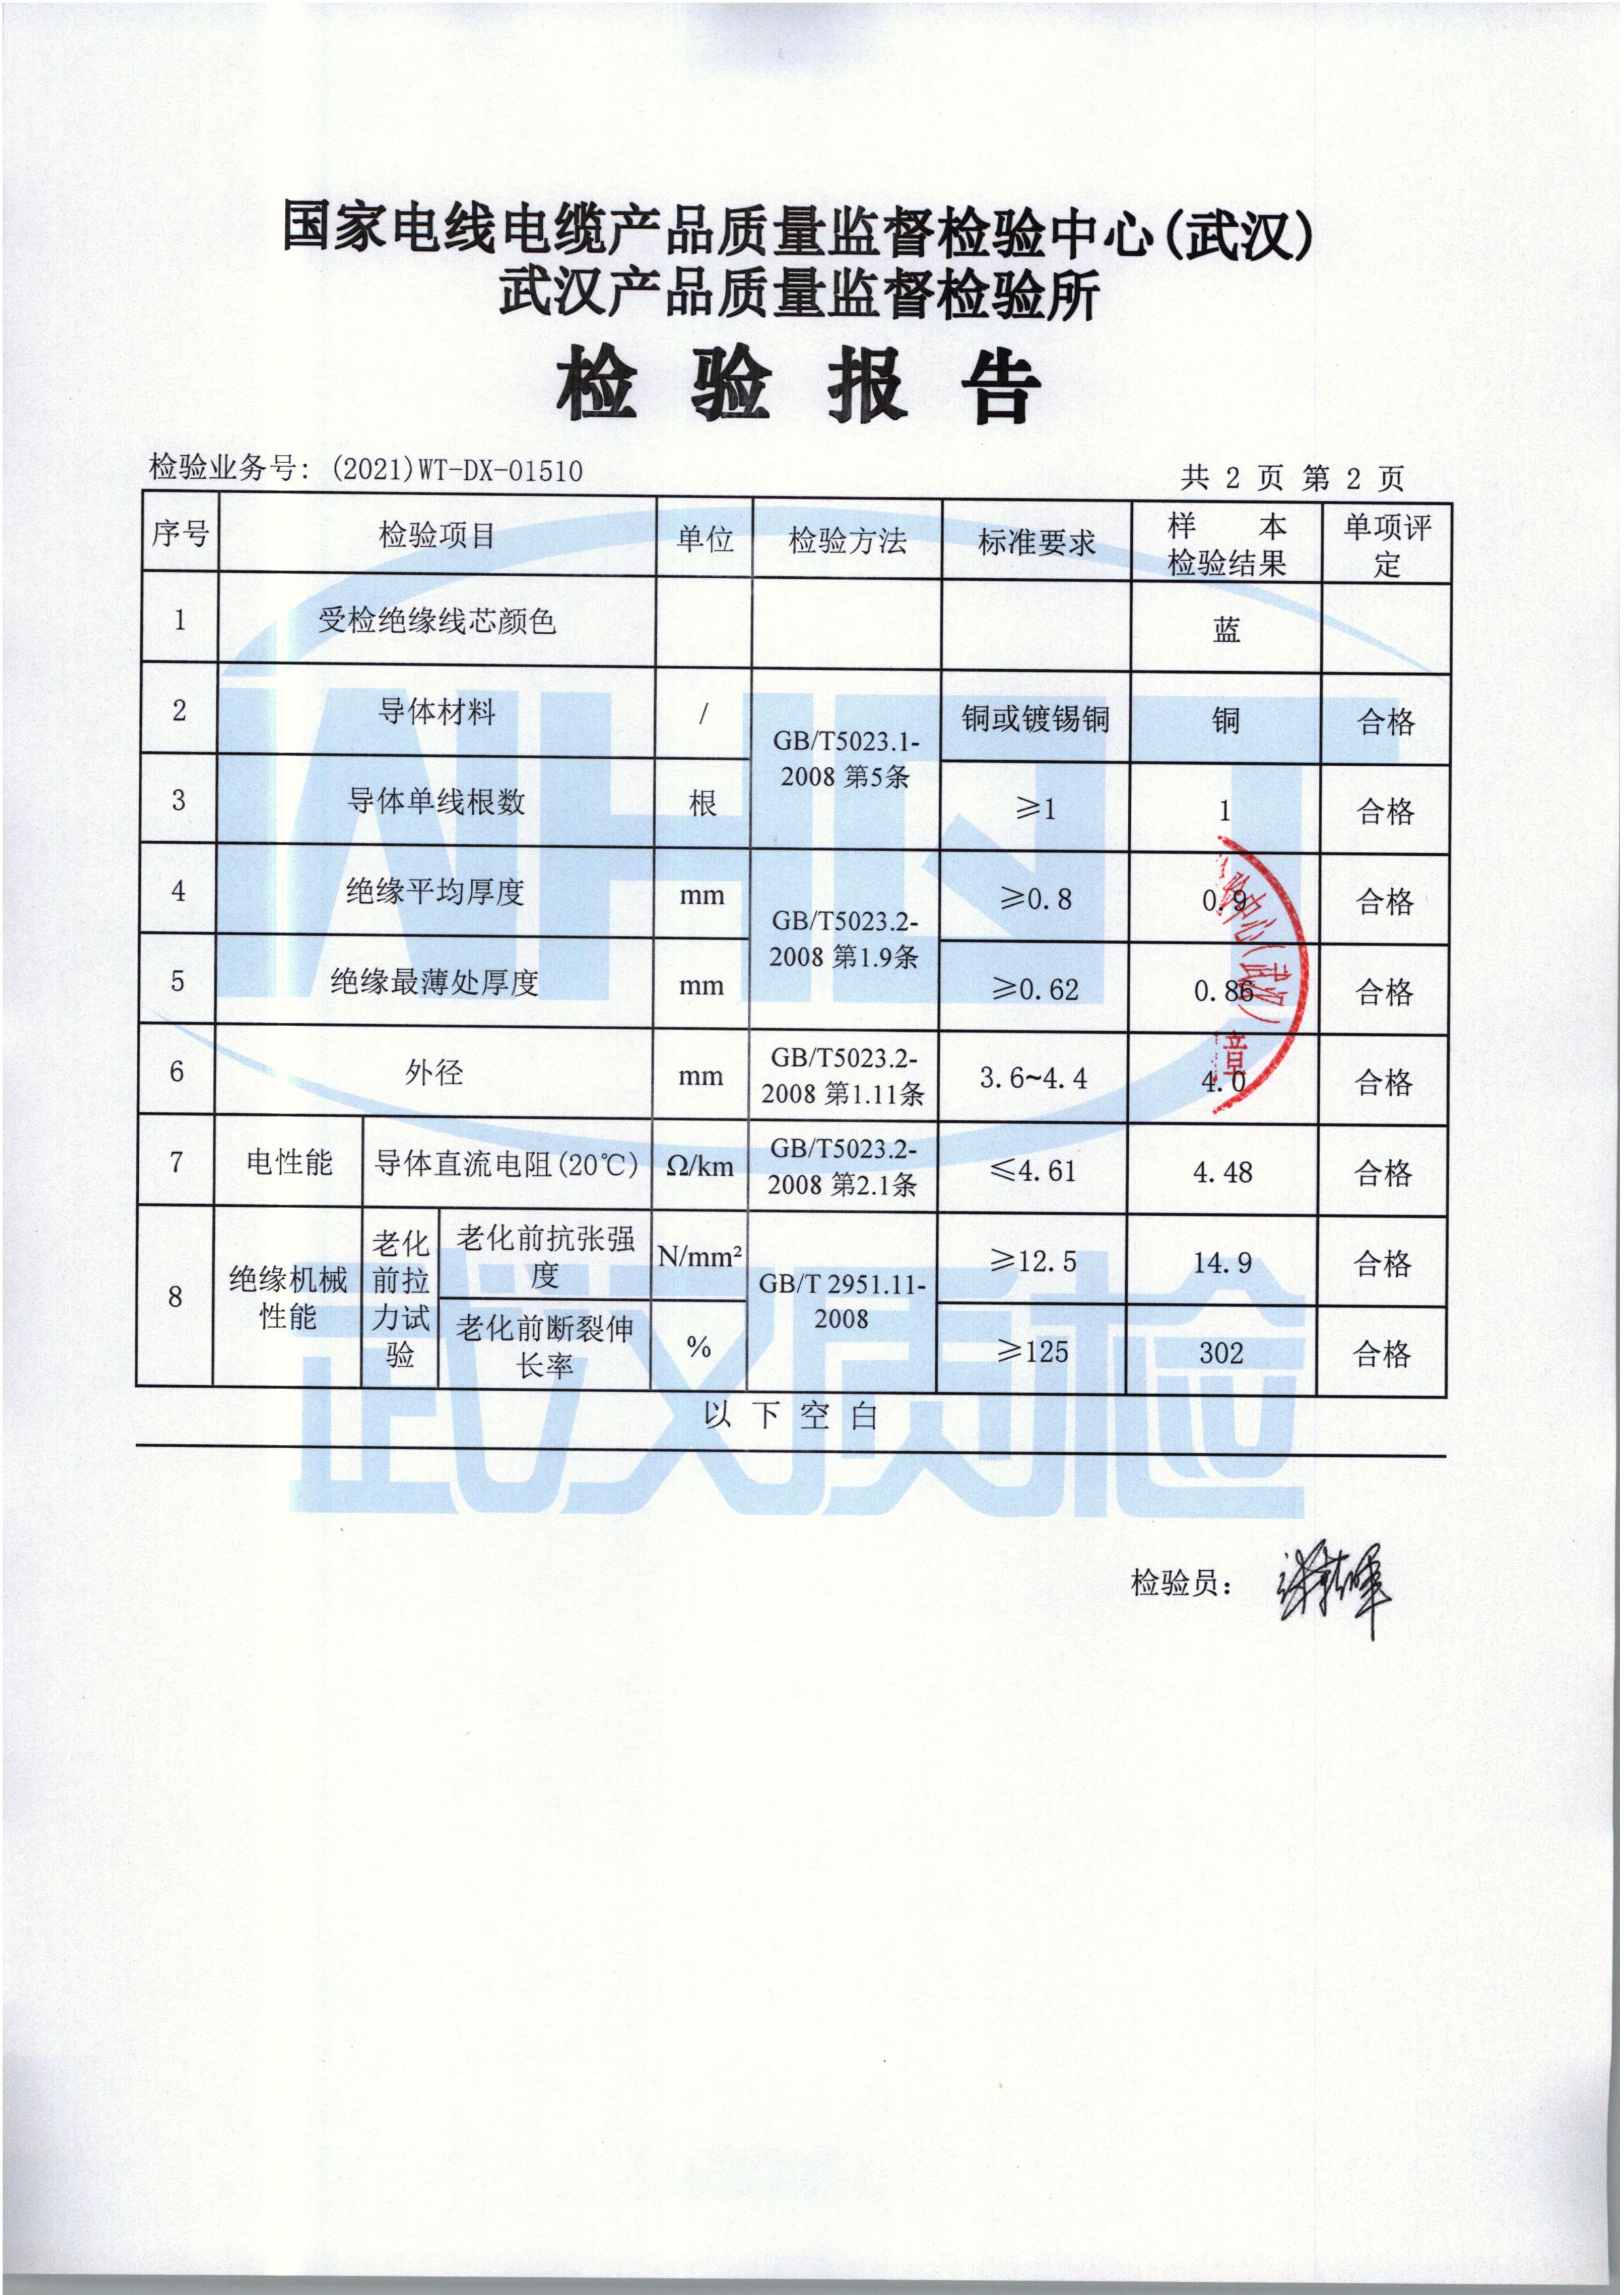 国家电线电缆产品质量监督检验中心(武汉)
武汉产品质量监督检验所
检 验 报 告
检验业务号: (2021)WT-DX-01510
共 2 页 第 2 页
序号 检验项目 单位 检验方法 标准要求 样 本 检验结果 单项评定
1 受检绝缘线芯颜色 蓝
2 导体材料 / GB/T5023.1-2008 第5条 铜或镀锡铜 铜 合格
3 导体单线根数 根 ≥1 1 合格
4 绝缘平均厚度 mm GB/T5023.2-2008 第1.9条 ≥0.8 0.9 合格
5 绝缘最薄处厚度 mm ≥0.62 0.86 合格
6 外径 mm GB/T5023.2-2008 第1.11条 3.6~4.4 4.0 合格
7 电性能 导体直流电阻(20℃) Ω/km GB/T5023.2-2008 第2.1条 ≤4.61 4.48 合格
8 绝缘机械性能 老化前拉力试验 老化前抗张强度 N/mm² GB/T 2951.11-2008 ≥12.5 14.9 合格
老化前断裂伸长率 % ≥125 302 合格
以 下 空 白
检验员:
验中心(武汉)
章
WHQT
武汉质检